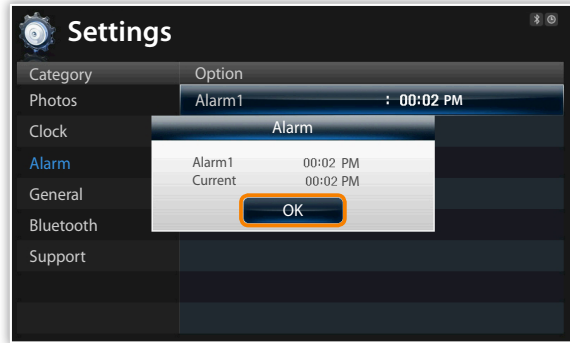 Settings
Category Option
Photos Alarm1 : 00:02 PM
Clock
Alarm
General
Bluetooth
Support
Alarm
Alarm1 00:02 PM
Current 00:02 PM
OK